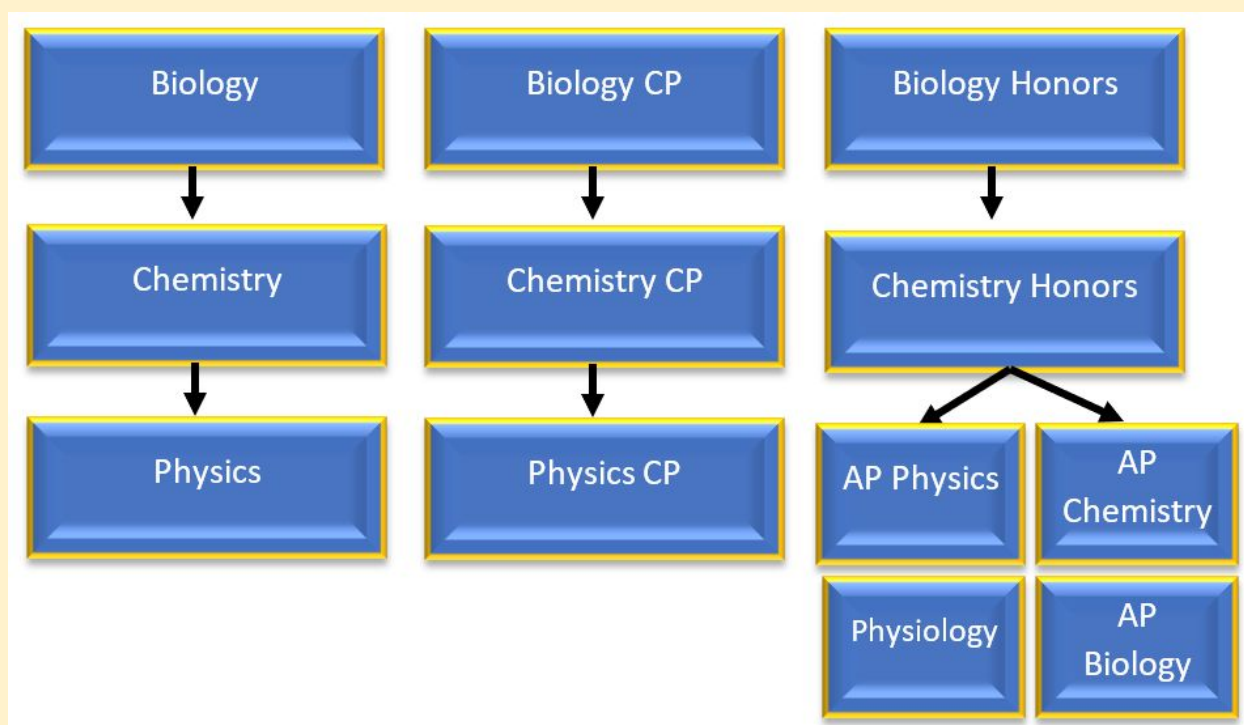 Biology
Biology CP
Biology Honors
Chemistry
Chemistry CP
Chemistry Honors
Physics
Physics CP
AP Physics
AP
Chemistry
Physiology
AP
Biology